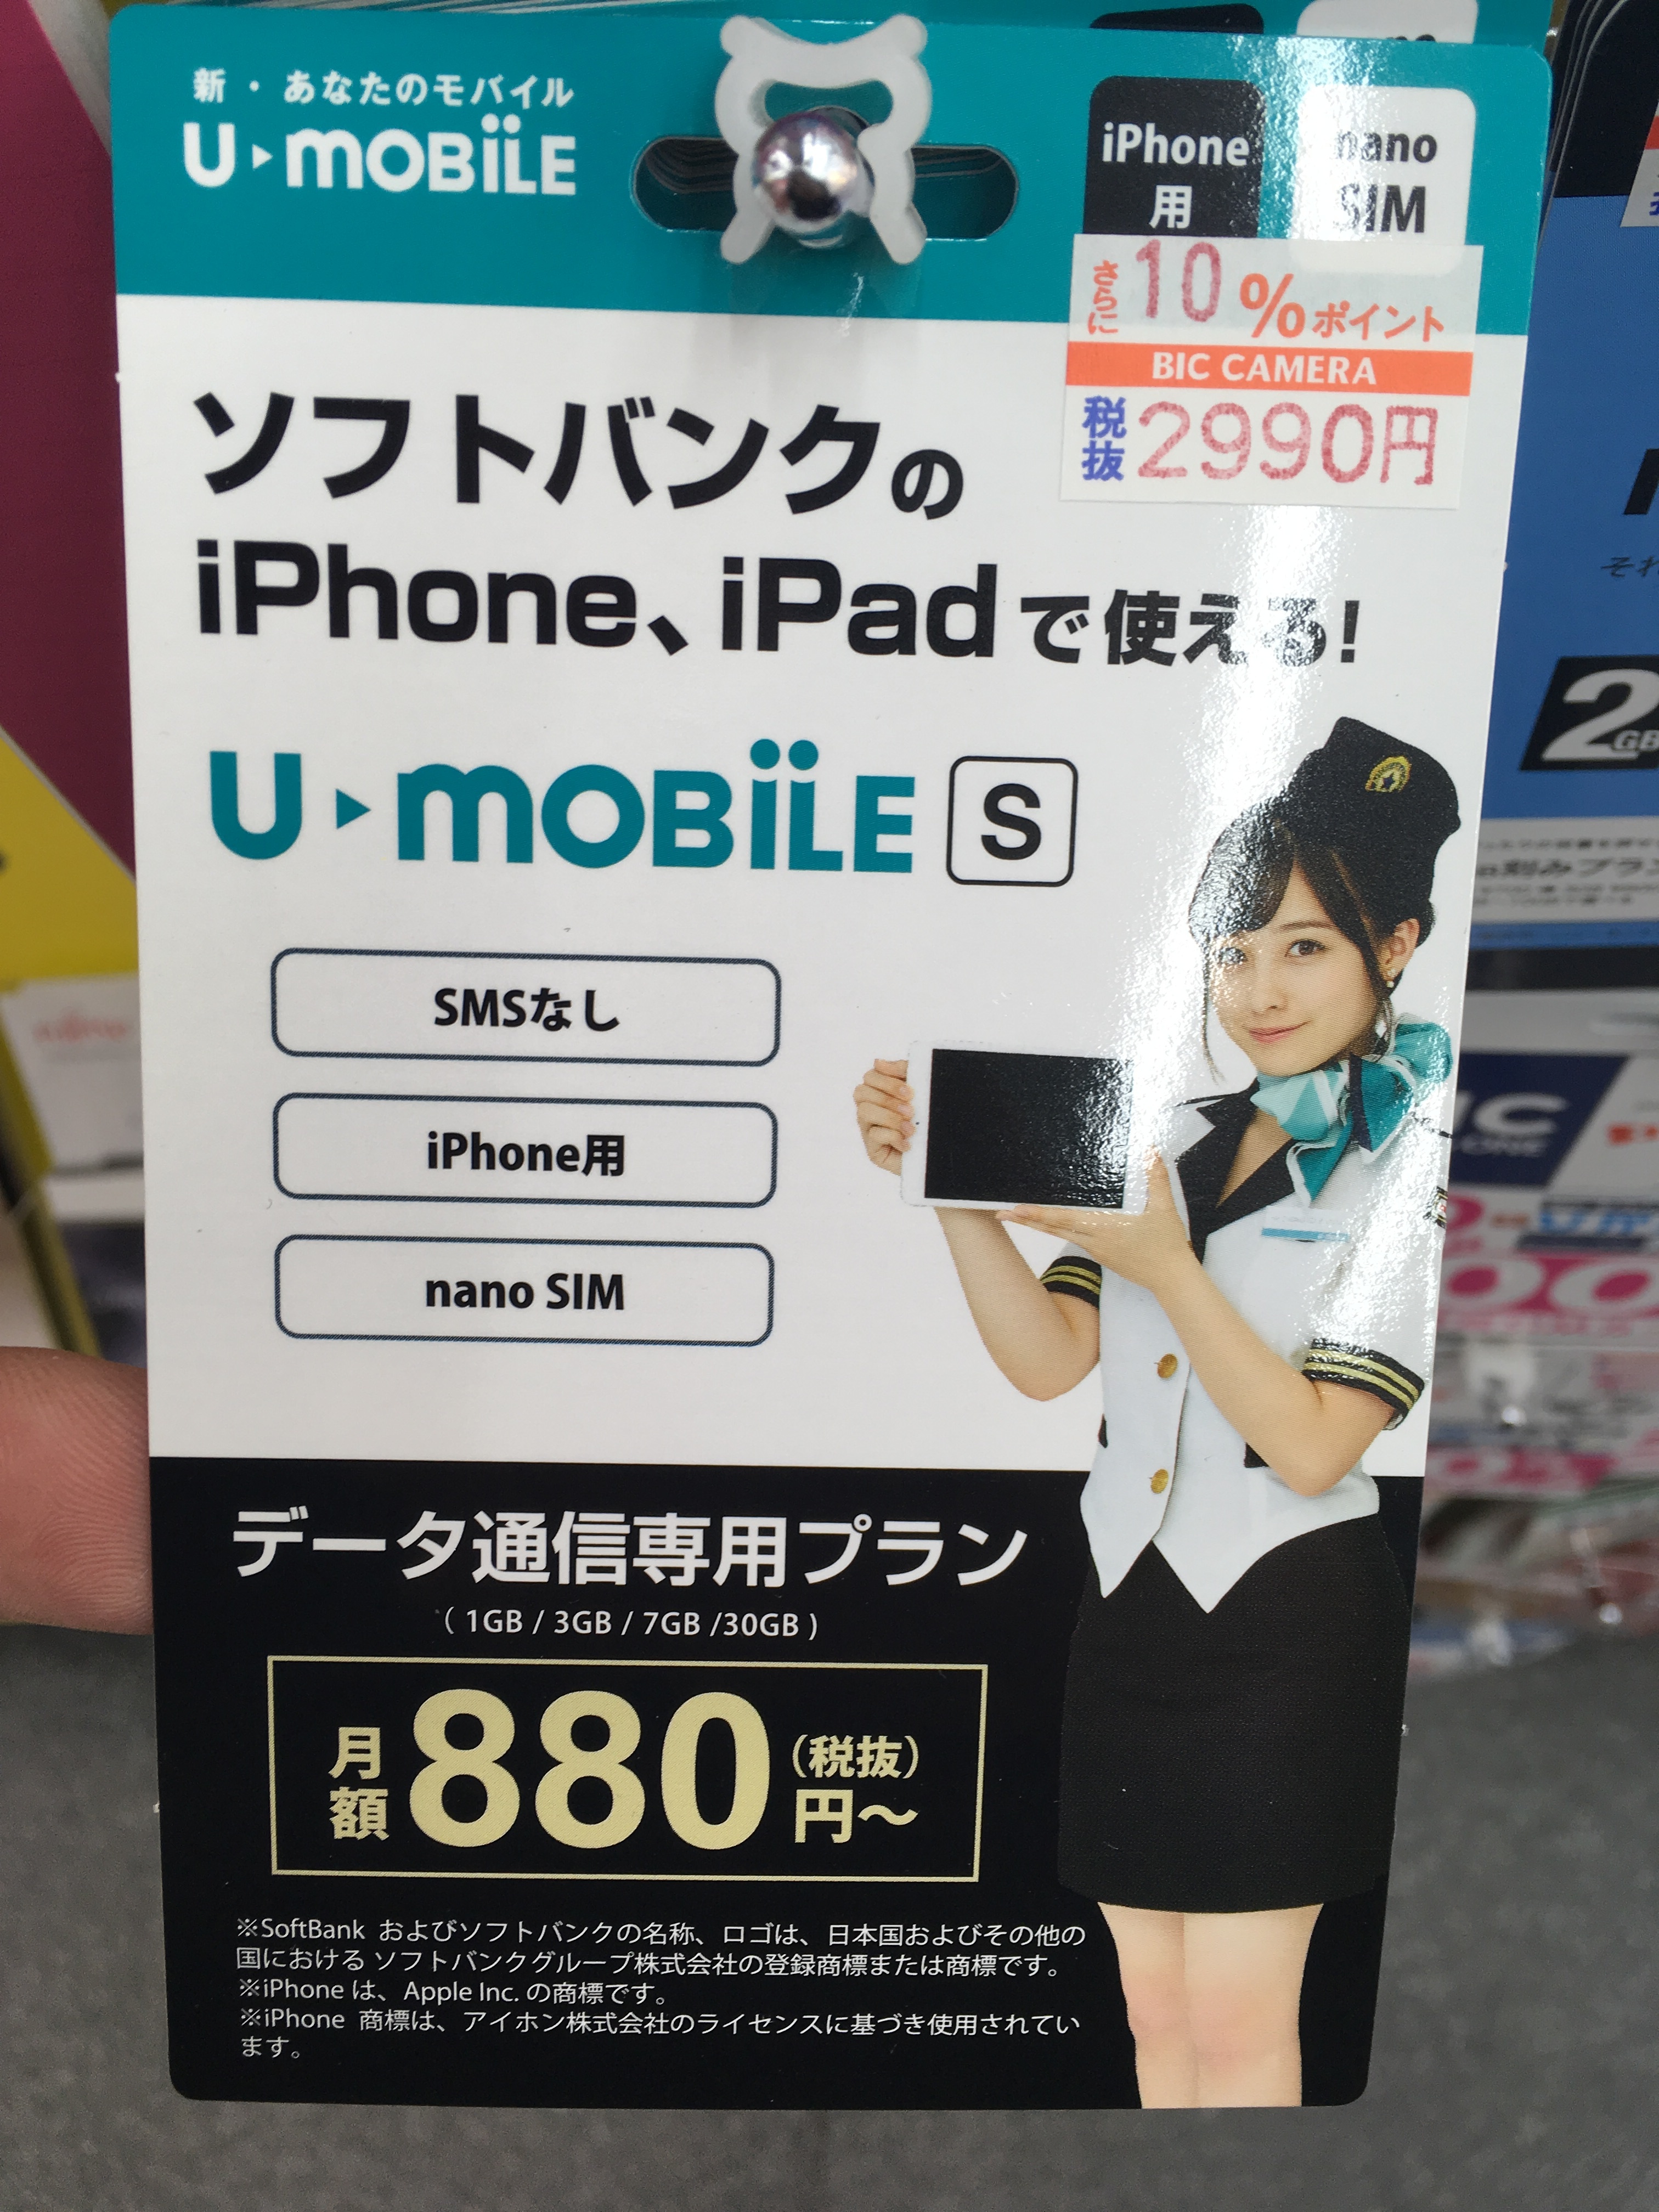 新・あなたのモバイル
U-mobile
iPhone
用
nano
SIM
さらに10%ポイント
BIC CAMERA
税抜2990円
ソフトバンクの
iPhone、iPadで使える!
U-mobile S
SMSなし
iPhone用
nano SIM
データ通信専用プラン
( 1GB / 3GB / 7GB /30GB )
月額880円〜(税抜)
※SoftBank およびソフトバンクの名称、ロゴは、日本国およびその他の
国における ソフトバンクグループ株式会社の登録商標または商標です。
※iPhone は、Apple Inc. の商標です。
※iPhone 商標は、アイホン株式会社のライセンスに基づき使用されてい
ます。
2GB